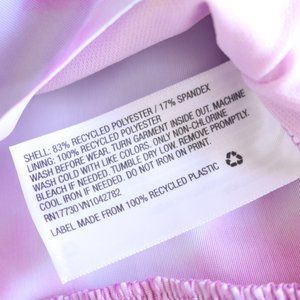 SHELL: 83% RECYCLED POLYESTER / 17% SPANDEX
LINING: 100% RECYCLED POLYESTER
WASH BEFORE WEAR. TURN GARMENT INSIDE OUT. MACHINE
WASH COLD WITH LIKE COLORS. ONLY NON-CHLORINE
BLEACH IF NEEDED. TUMBLE DRY LOW. REMOVE PROMPTLY.
COOL IRON IF NEEDED. DO NOT IRON ON PRINT.
RN17730 VN1042782
LABEL MADE FROM 100% RECYCLED PLASTIC